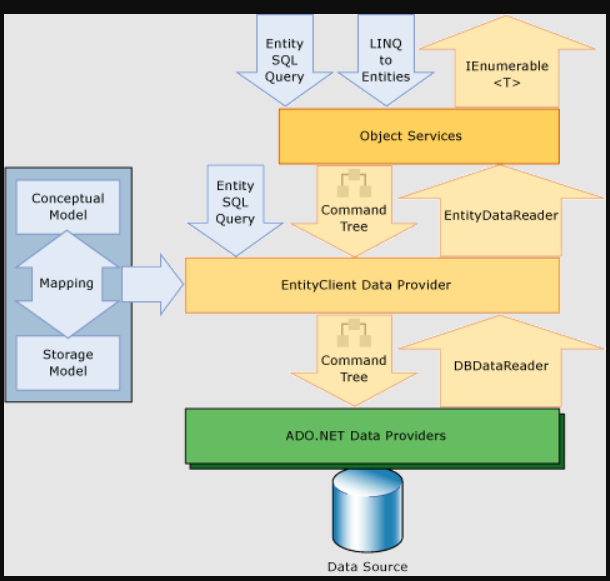 Entity
SQL
Query
LINQ
to
Entities
IEnumerable
<T>
Object Services
Conceptual
Model
Mapping
Storage
Model
Entity
SQL
Query
Command
Tree
EntityDataReader
EntityClient Data Provider
Command
Tree
DBDataReader
ADO.NET Data Providers
Data Source